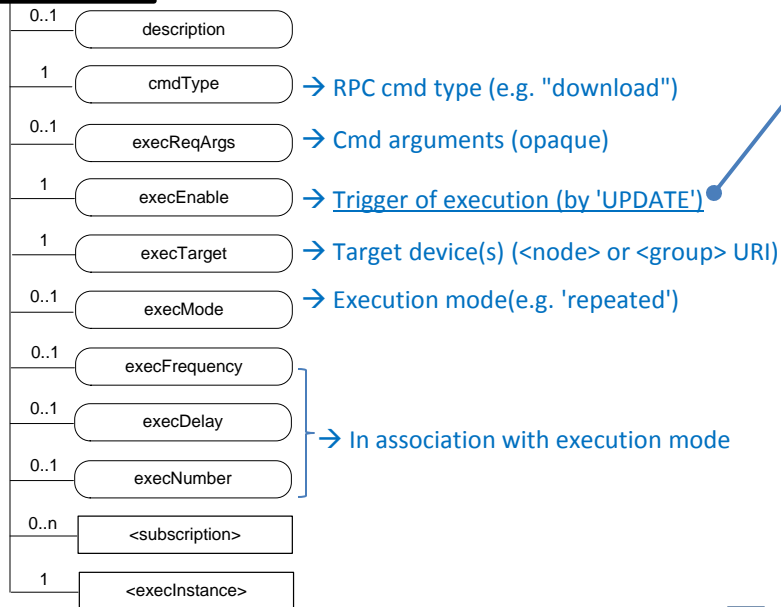 0..1 description
1 cmdType → RPC cmd type (e.g. "download")
0..1 execReqArgs → Cmd arguments (opaque)
1 execEnable → Trigger of execution (by 'UPDATE')
1 execTarget → Target device(s) (<node> or <group> URI)
0..1 execMode → Execution mode(e.g. 'repeated')
0..1 execFrequency
0..1 execDelay
→ In association with execution mode
0..1 execNumber
0..n <subscription>
1 <execInstance>